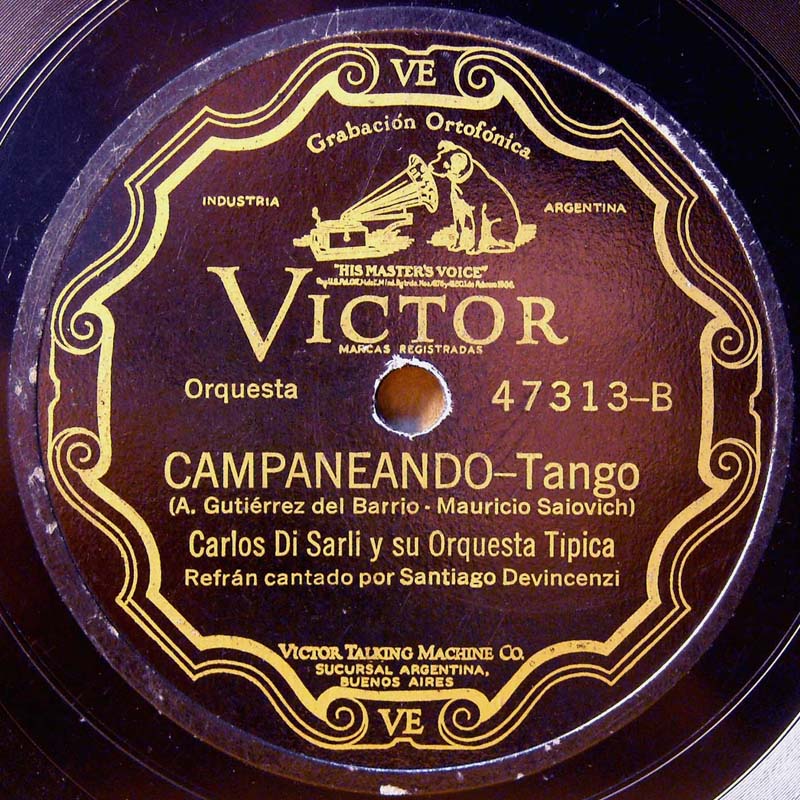 VE
Grabación Ortofónica
INDUSTRIA
ARGENTINA
"HIS MASTER'S VOICE"
VICTOR
MARCAS REGISTRADAS
Orquesta
47313-B
CAMPANEANDO-Tango
(A. Gutiérrez del Barrio - Mauricio Saiovich)
Carlos Di Sarli y su Orquesta Tipica
Refrán cantado por Santiago Devincenzi
VICTOR TALKING MACHINE CO.
SUCURSAL ARGENTINA,
BUENOS AIRES
VE